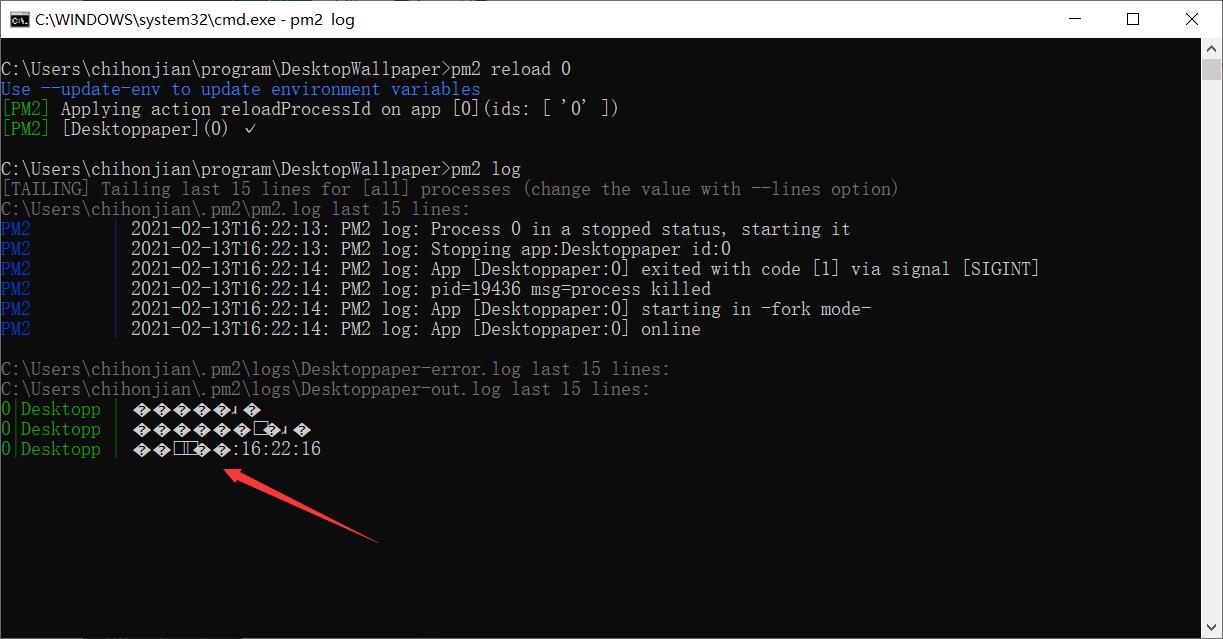 C:\WINDOWS\system32\cmd.exe - pm2 log
C:\Users\chihonjian\program\DesktopWallpaper>pm2 reload 0
Use --update-env to update environment variables
[PM2] Applying action reloadProcessId on app [0](ids: [ '0' ])
[PM2] [Desktoppaper](0) ✓
C:\Users\chihonjian\program\DesktopWallpaper>pm2 log
[TAILING] Tailing last 15 lines for [all] processes (change the value with --lines option)
C:\Users\chihonjian\.pm2\pm2.log last 15 lines:
PM2 | 2021-02-13T16:22:13: PM2 log: Process 0 in a stopped status, starting it
PM2 | 2021-02-13T16:22:13: PM2 log: Stopping app:Desktoppaper id:0
PM2 | 2021-02-13T16:22:14: PM2 log: App [Desktoppaper:0] exited with code [1] via signal [SIGINT]
PM2 | 2021-02-13T16:22:14: PM2 log: pid=19436 msg=process killed
PM2 | 2021-02-13T16:22:14: PM2 log: App [Desktoppaper:0] starting in -fork mode-
PM2 | 2021-02-13T16:22:14: PM2 log: App [Desktoppaper:0] online
C:\Users\chihonjian\.pm2\logs\Desktoppaper-error.log last 15 lines:
C:\Users\chihonjian\.pm2\logs\Desktoppaper-out.log last 15 lines:
0|Desktopp |
0|Desktopp |
0|Desktopp | :16:22:16